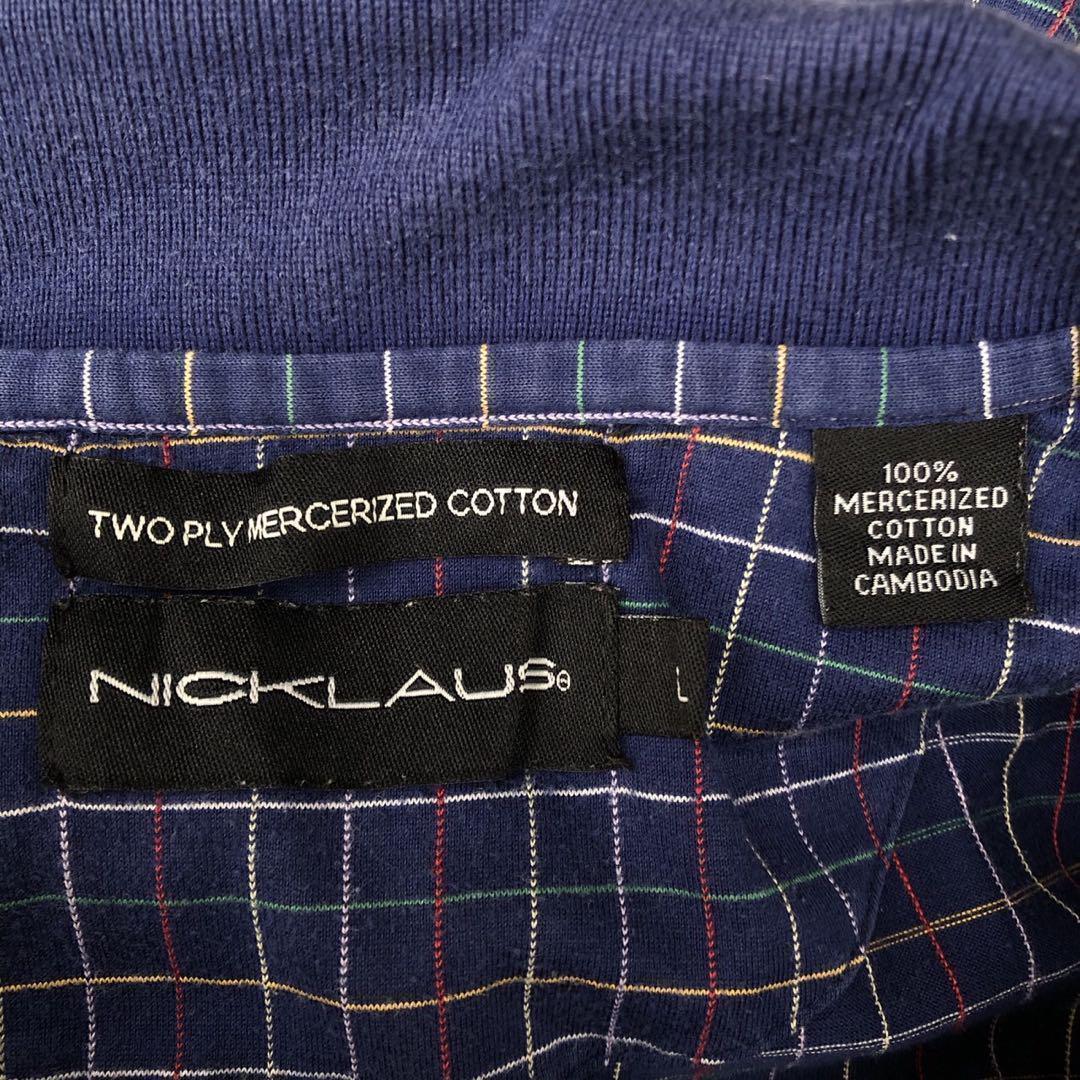 TWO PLY MERCERIZED COTTON
NICKLAUS®
L
100%
MERCERIZED
COTTON
MADE IN
CAMBODIA